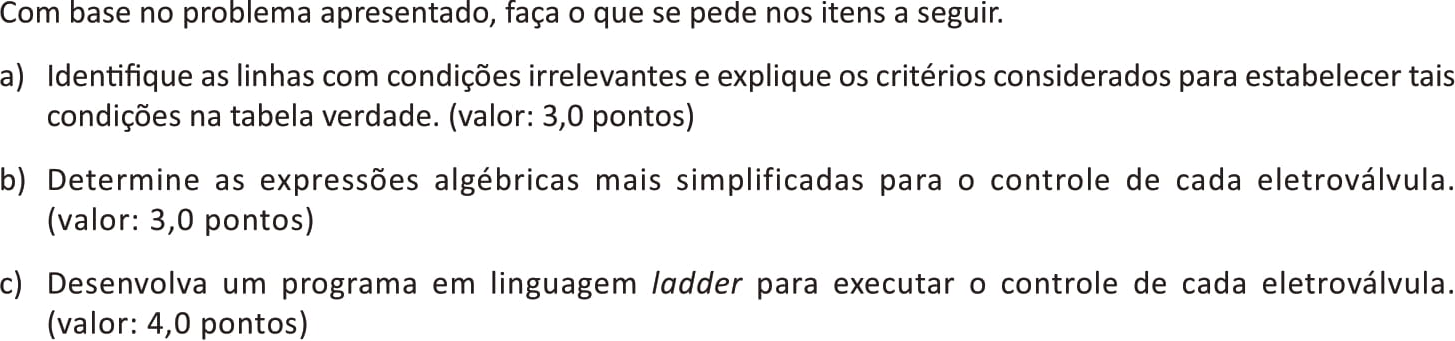 Com base no problema apresentado, faça o que se pede nos itens a seguir.
a) Identifique as linhas com condições irrelevantes e explique os critérios considerados para estabelecer tais
condições na tabela verdade. (valor: 3,0 pontos)
b) Determine as expressões algébricas mais simplificadas para o controle de cada eletroválvula.
(valor: 3,0 pontos)
c) Desenvolva um programa em linguagem ladder para executar o controle de cada eletroválvula.
(valor: 4,0 pontos)